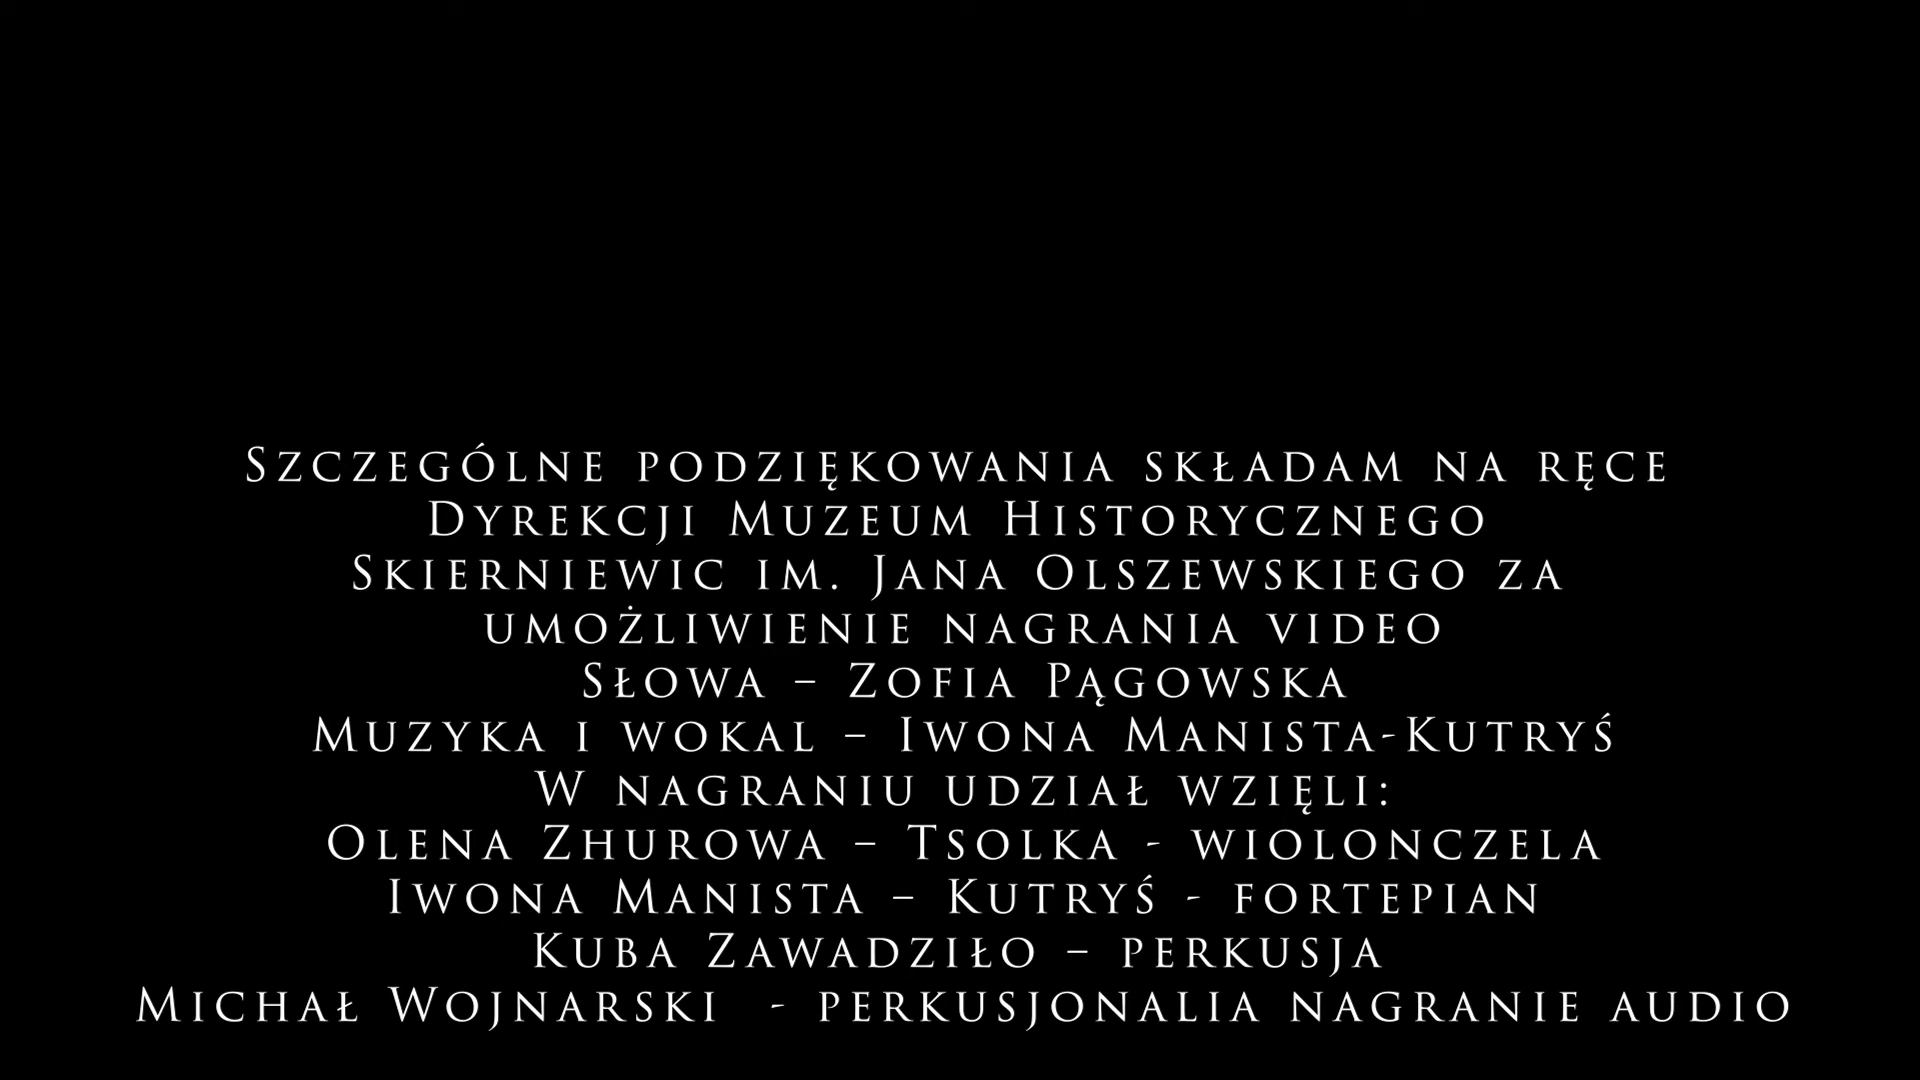 Szczególne podziękowania składam na ręce
Dyrekcji Muzeum Historycznego
Skierniewic im. Jana Olszewskiego za
umożliwienie nagrania video
Słowa – Zofia Pągowska
Muzyka i wokal – Iwona Manista-Kutryś
W nagraniu udział wzięli:
Olena Zhurowa – Tsolka - wiolonczela
Iwona Manista – Kutryś - fortepian
Kuba Zawadziło – perkusja
Michał Wojnarski - perkusjonalia nagranie audio